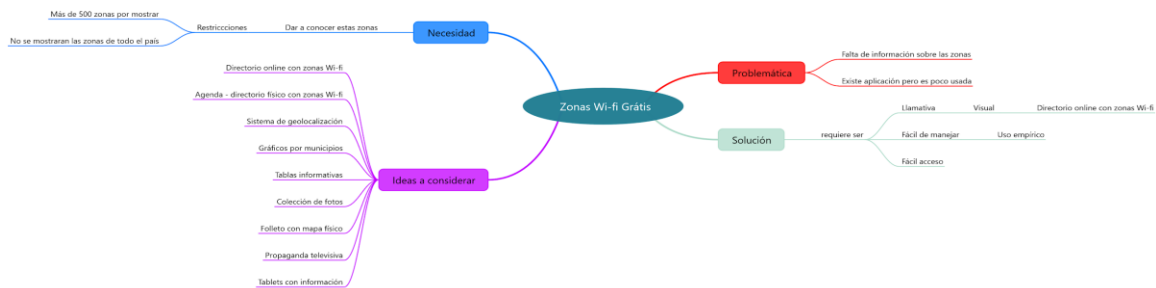 Zonas Wi-fi Grátis
Necesidad
Dar a conocer estas zonas
Restriccciones
Más de 500 zonas por mostrar
No se mostraran las zonas de todo el país
Ideas a considerar
Directorio online con zonas Wi-fi
Agenda - directorio físico con zonas Wi-fi
Sistema de geolocalización
Gráficos por municipios
Tablas informativas
Colección de fotos
Folleto con mapa físico
Propaganda televisiva
Tablets con información
Problemática
Falta de información sobre las zonas
Existe aplicación pero es poco usada
Solución
requiere ser
Llamativa
Visual
Directorio online con zonas Wi-fi
Fácil de manejar
Uso empírico
Fácil acceso